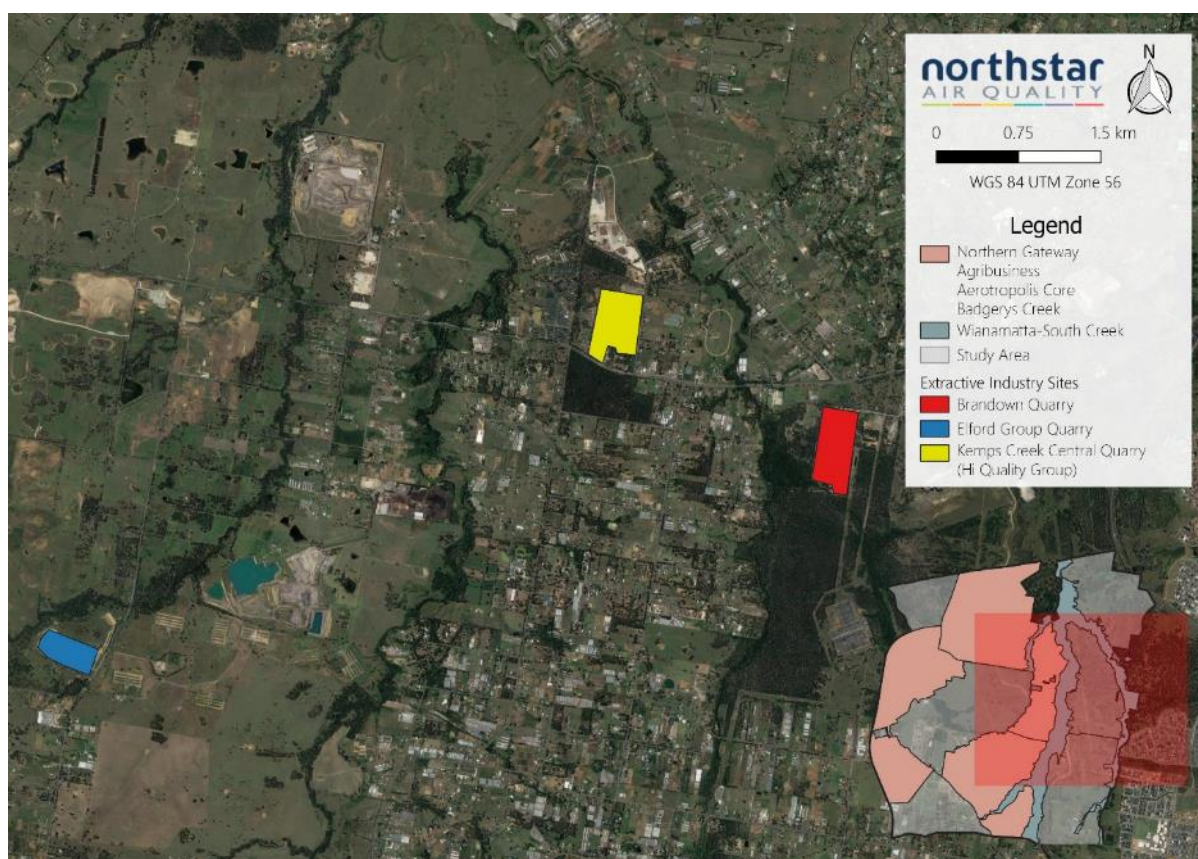 northstar
AIR QUALITY
N
0 0.75 1.5 km
WGS 84 UTM Zone 56
Legend
Northern Gateway
Agribusiness
Aerotropolis Core
Badgerys Creek
Wianamatta-South Creek
Study Area
Extractive Industry Sites
Brandown Quarry
Elford Group Quarry
Kemps Creek Central Quarry
(Hi Quality Group)